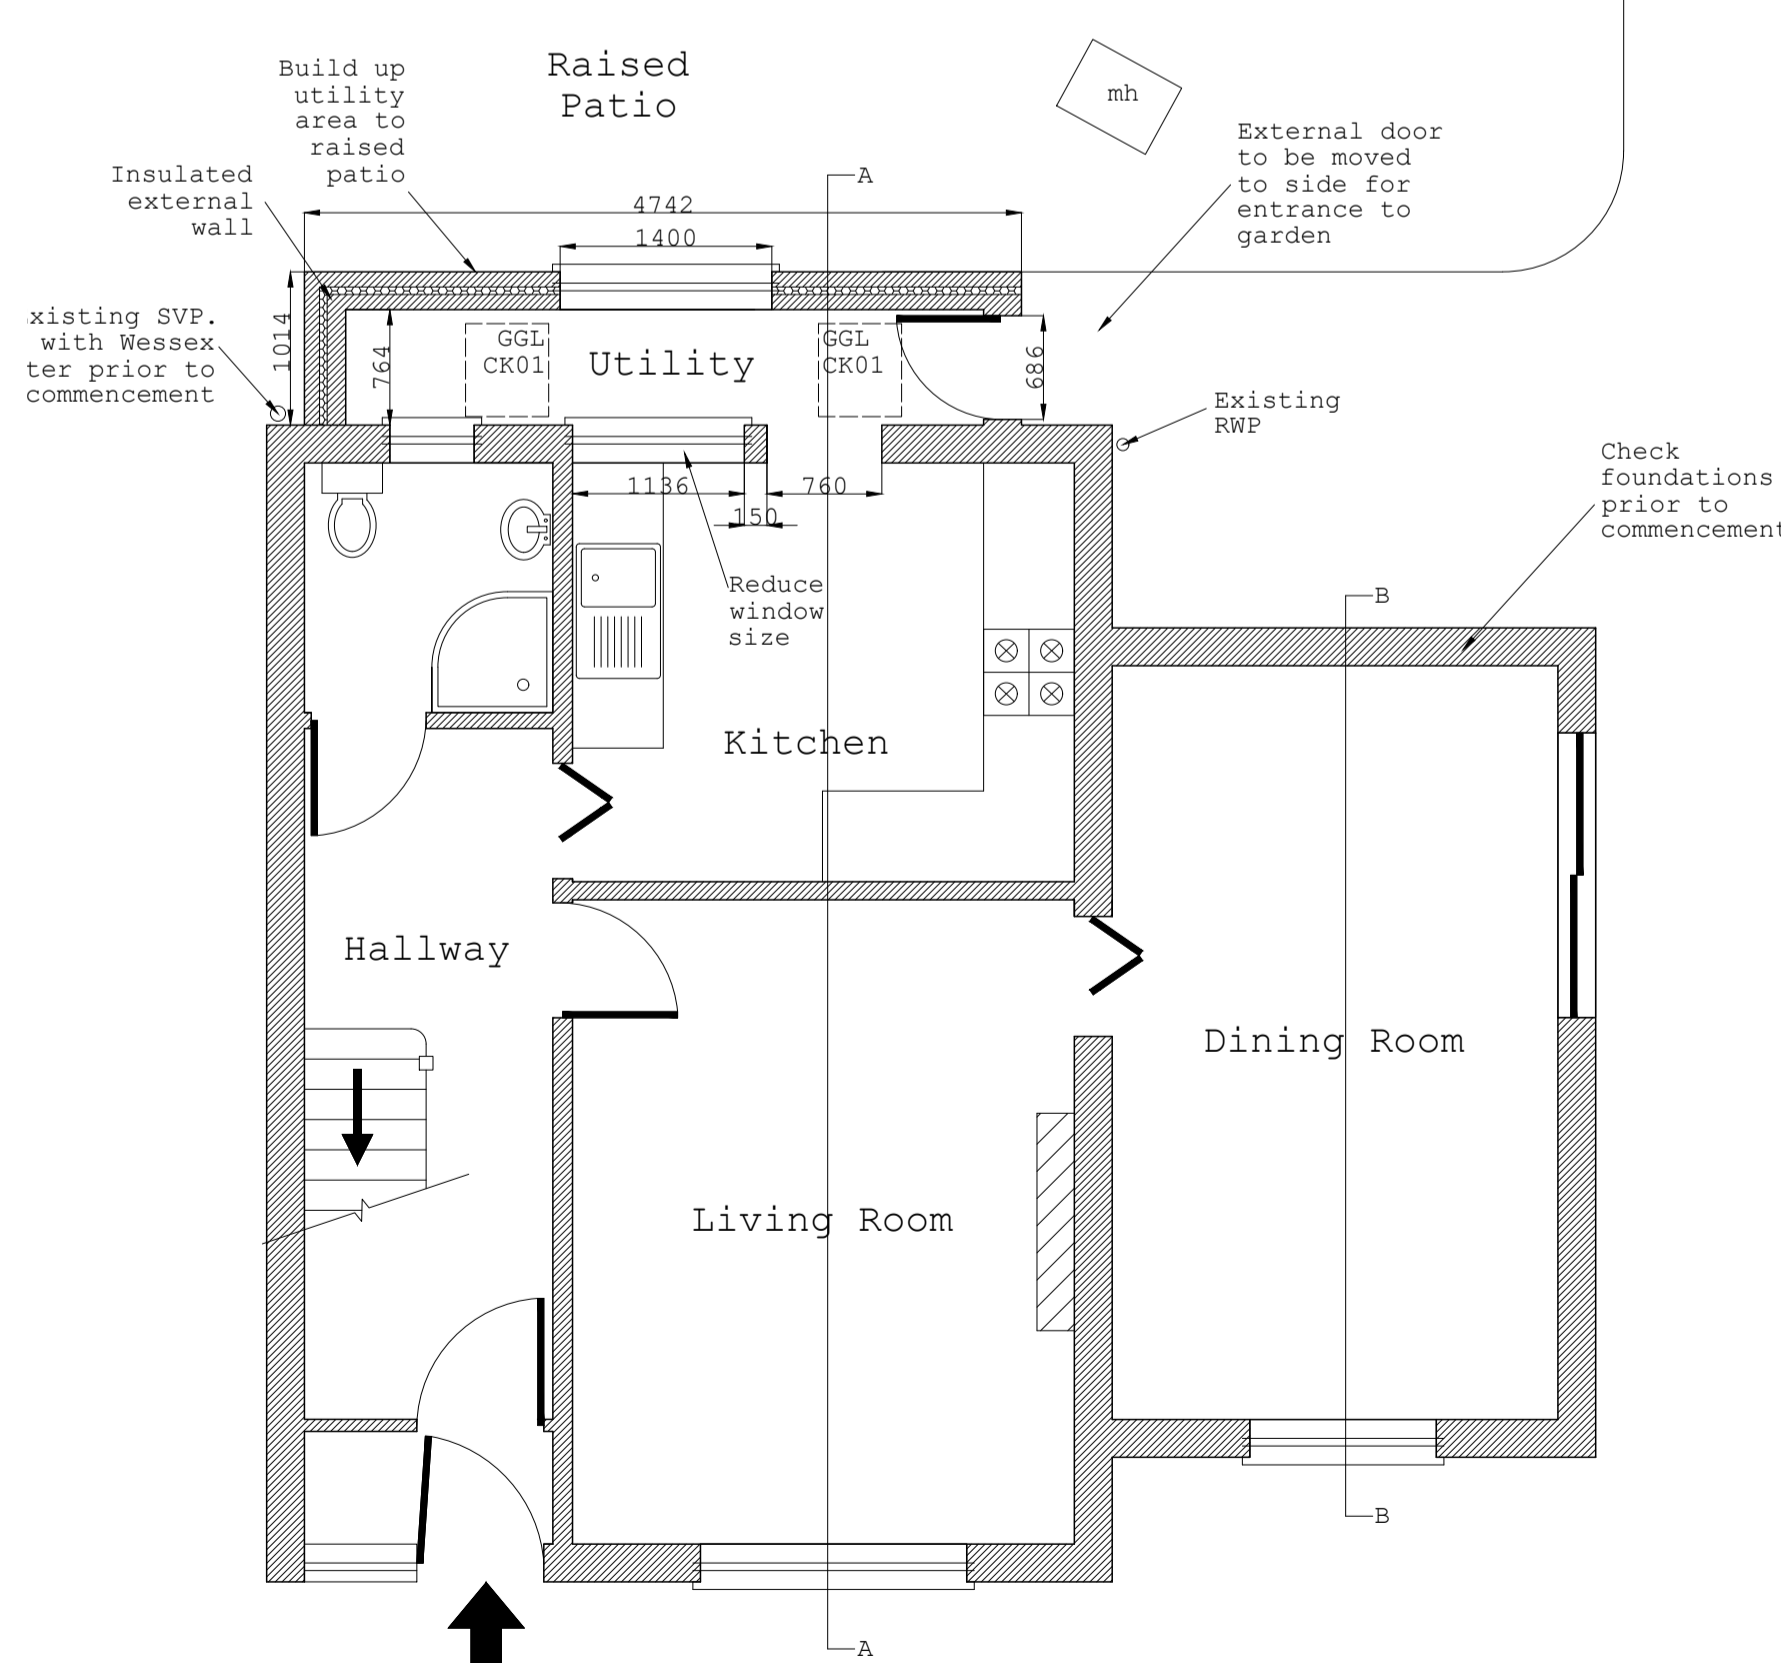 Raised
Patio
Build up
utility
area to
raised
patio
mh
External door
to be moved
to side for
entrance to
garden
Insulated
external
wall
A
4742
1400
xisting SVP.
with Wessex
ter prior to
commencement
1014
764
GGL
CK01
Utility
GGL
CK01
686
Existing
RWP
Check
foundations
prior to
commencement
1136
760
150
Reduce
window
size
B
Kitchen
Hallway
Dining Room
Living Room
B
A